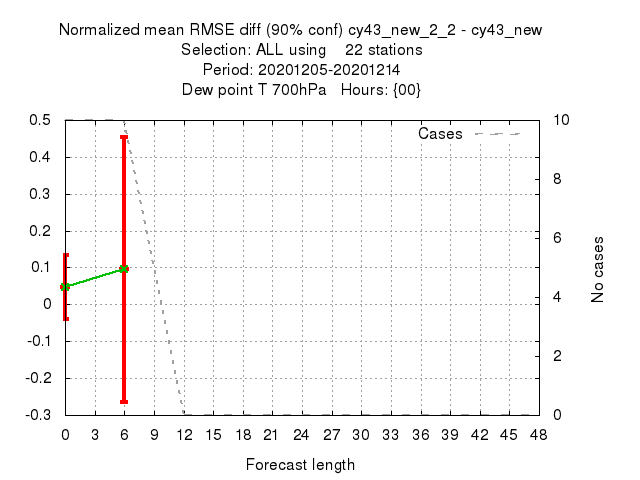 Normalized mean RMSE diff (90% conf) cy43_new_2_2 - cy43_new
Selection: ALL using    22 stations
Period: 20201205-20201214
Dew point T 700hPa   Hours: {00}
0.5
0.4
0.3
0.2
0.1
0
-0.1
-0.2
-0.3
Cases
10
8
6
4
2
0
No cases
0 3 6 9 12 15 18 21 24 27 30 33 36 39 42 45 48
Forecast length